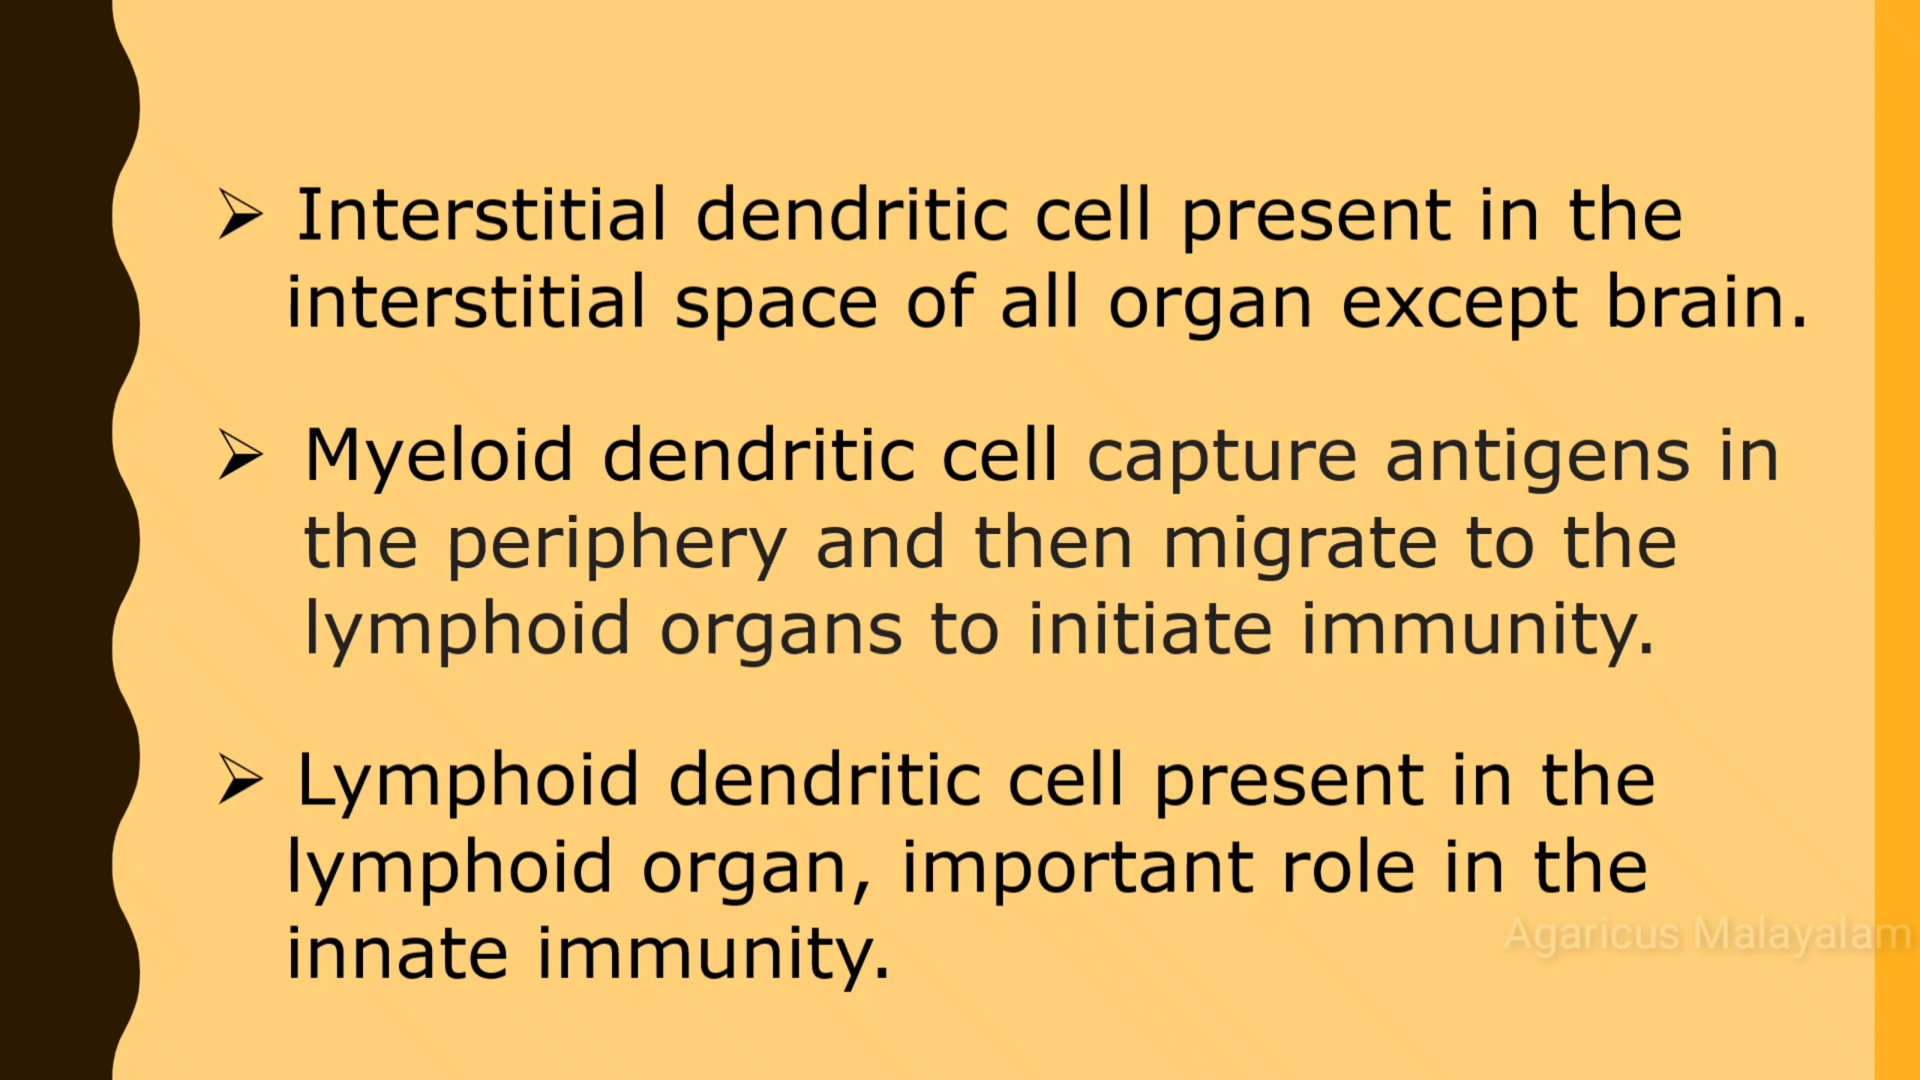 ➢ Interstitial dendritic cell present in the
interstitial space of all organ except brain.
➢ Myeloid dendritic cell capture antigens in
the periphery and then migrate to the
lymphoid organs to initiate immunity.
➢ Lymphoid dendritic cell present in the
lymphoid organ, important role in the
innate immunity.
Agaricus Malayalam